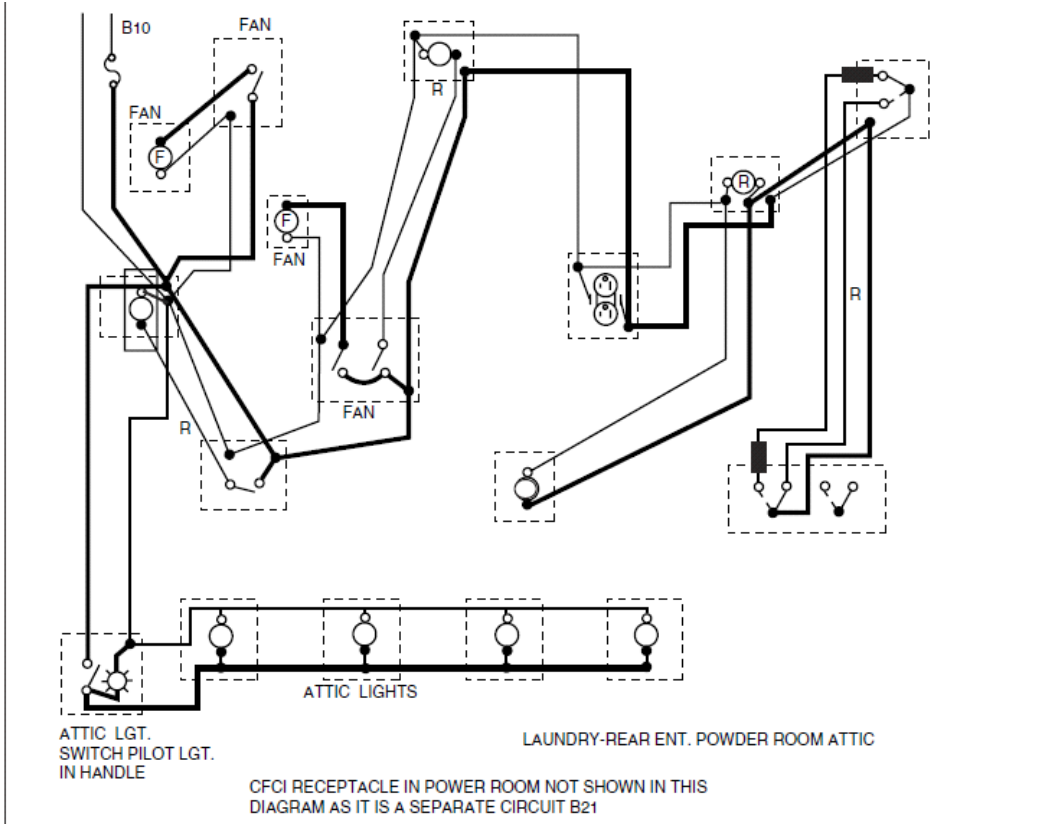 B10
FAN
FAN
F
R
F
FAN
R
R
FAN
R
ATTIC LIGHTS
ATTIC LGT.
SWITCH PILOT LGT.
IN HANDLE
LAUNDRY-REAR ENT. POWDER ROOM ATTIC
CFCI RECEPTACLE IN POWER ROOM NOT SHOWN IN THIS
DIAGRAM AS IT IS A SEPARATE CIRCUIT B21